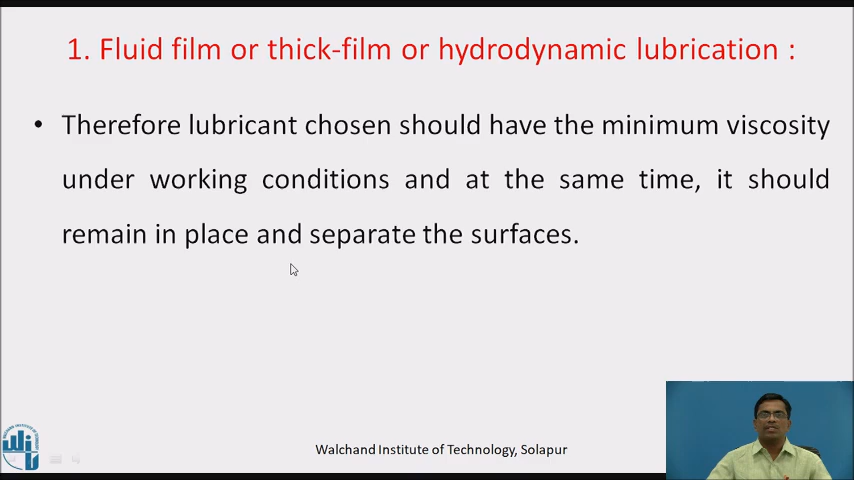 1. Fluid film or thick-film or hydrodynamic lubrication :
• Therefore lubricant chosen should have the minimum viscosity
under working conditions and at the same time, it should
remain in place and separate the surfaces.
Walchand Institute of Technology, Solapur